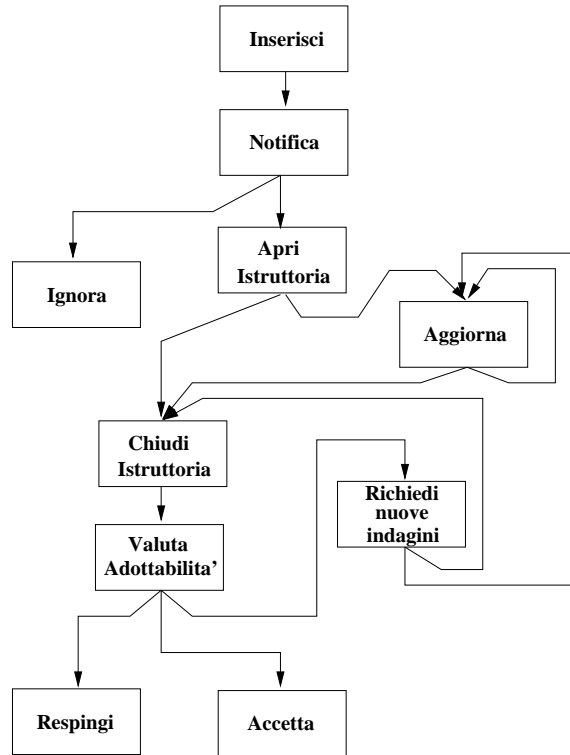 Inserisci
Notifica
Apri
Istruttoria
Ignora
Aggiorna
Chiudi
Istruttoria
Richiedi
nuove
indagini
Valuta
Adottabilita'
Respingi
Accetta